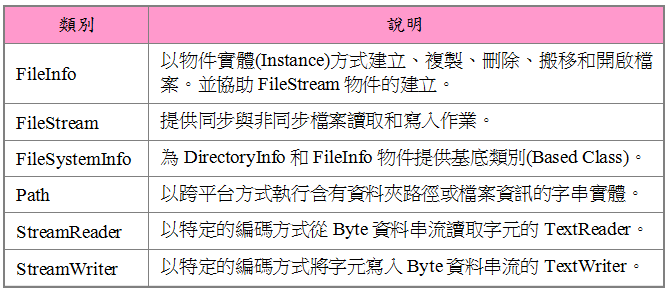 類別 說明
FileInfo 以物件實體(Instance)方式建立、複製、刪除、搬移和開啟檔
案。並協助 FileStream 物件的建立。
FileStream 提供同步與非同步檔案讀取和寫入作業。
FileSystemInfo 為 DirectoryInfo 和 FileInfo 物件提供基底類別(Based Class)。
Path 以跨平台方式執行含有資料夾路徑或檔案資訊的字串實體。
StreamReader 以特定的編碼方式從 Byte 資料串流讀取字元的 TextReader。
StreamWriter 以特定的編碼方式將字元寫入 Byte 資料串流的 TextWriter。